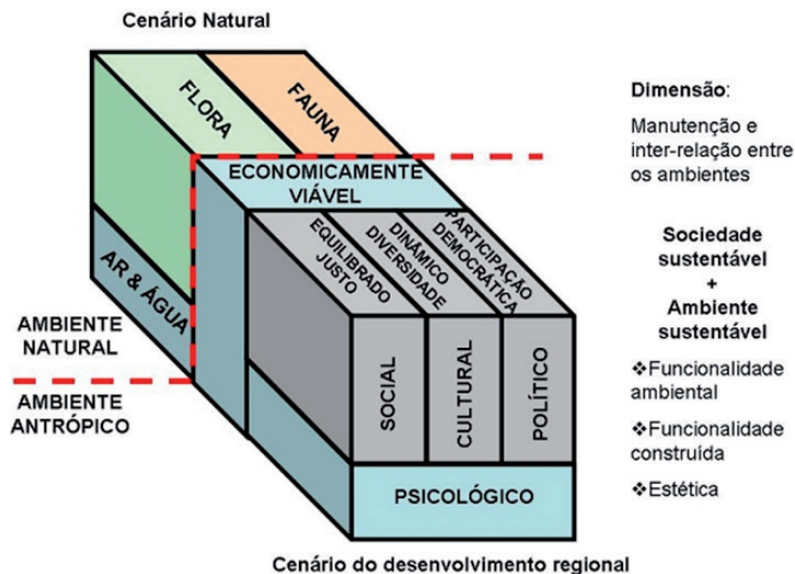 Cenário Natural
FLORA
FAUNA
ECONOMICAMENTE
VIÁVEL
EQUILIBRADO
JUSTO
DINÁMICO
DIVERSIDADE
PARTICIPAÇÃO
DEMOCRÁTICA
AR & ÁGUA
AMBIENTE
NATURAL
AMBIENTE
ANTRÓPICO
SOCIAL
CULTURAL
POLÍTICO
PSICOLÓGICO
Cenário do desenvolvimento regional
Dimensão:
Manutenção e
inter-relação entre
os ambientes
Sociedade
sustentável
+
Ambiente
sustentável
❖Funcionalidade
ambiental
❖Funcionalidade
construída
❖Estética